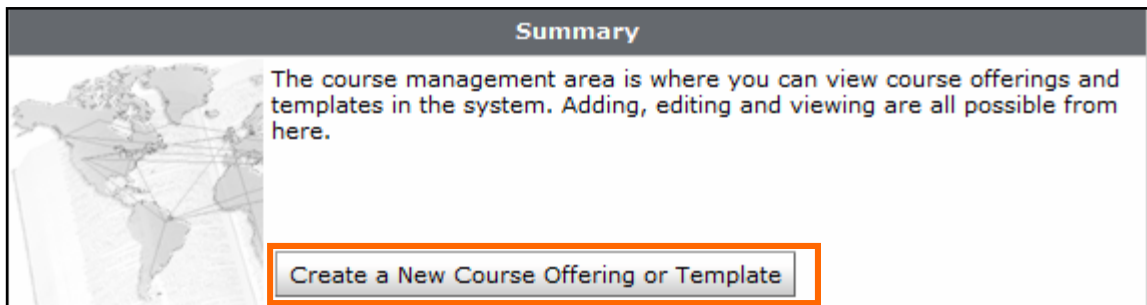 Summary
The course management area is where you can view course offerings and
templates in the system. Adding, editing and viewing are all possible from
here.
Create a New Course Offering or Template